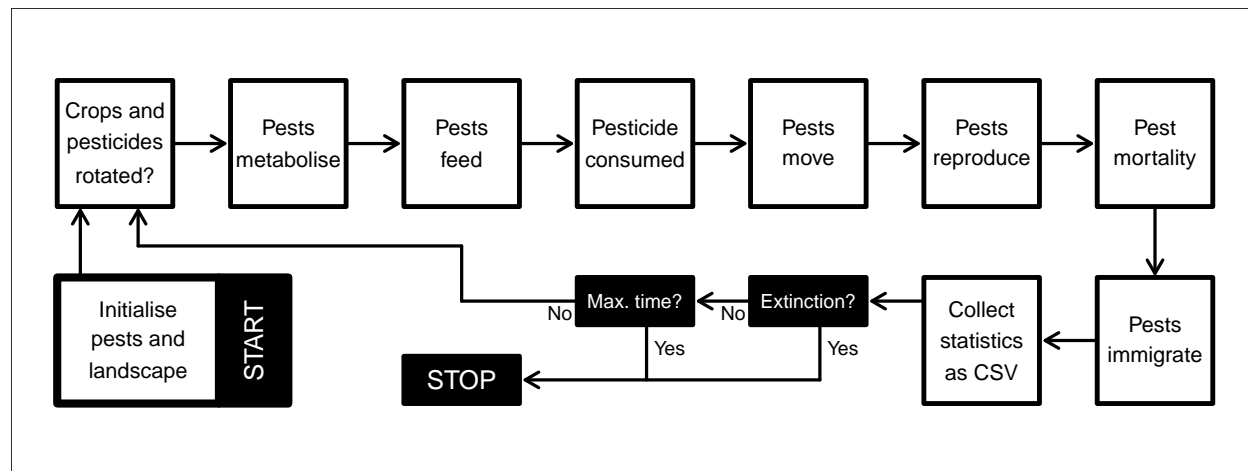 Crops and
pesticides
rotated?
Pests
metabolise
Pests
feed
Pesticide
consumed
Pests
move
Pests
reproduce
Pest
mortality
Initialise
pests and
landscape
START
No
Max. time?
Yes
No
Extinction?
Yes
STOP
Collect
statistics
as CSV
Pests
immigrate